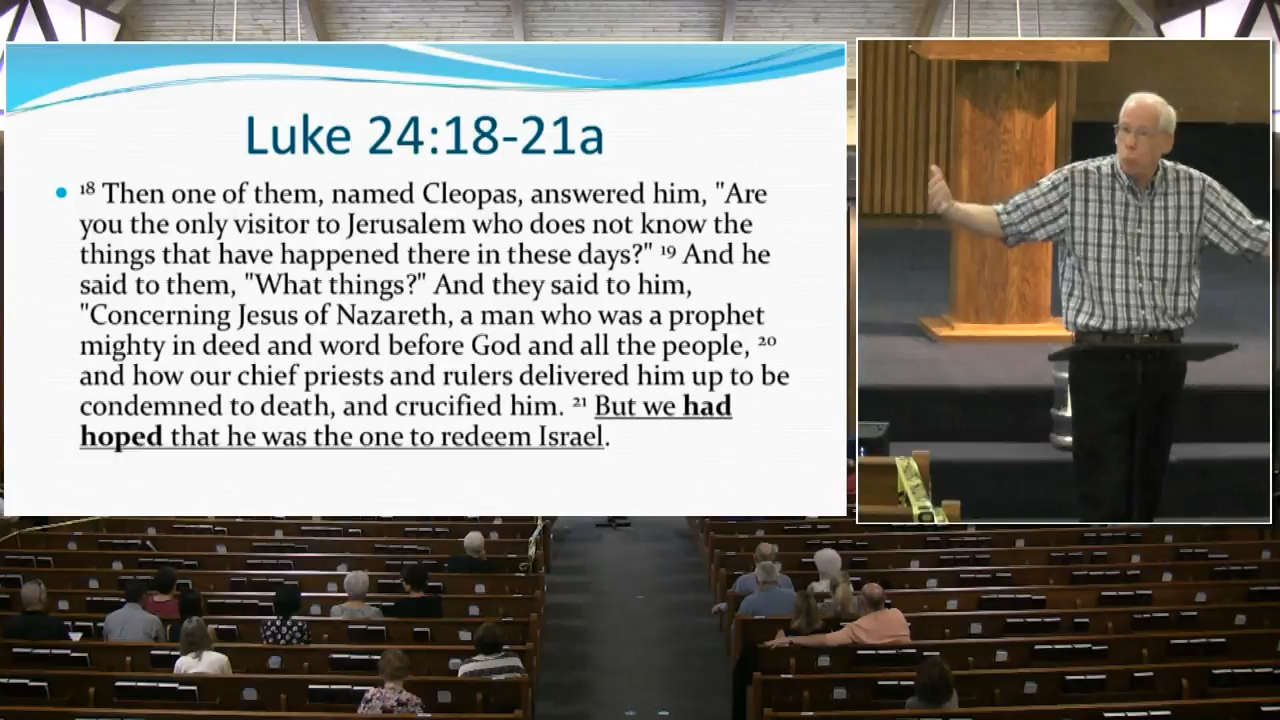 Luke 24:18-21a
18 Then one of them, named Cleopas, answered him, "Are
you the only visitor to Jerusalem who does not know the
things that have happened there in these days?" 19 And he
said to them, "What things?" And they said to him,
"Concerning Jesus of Nazareth, a man who was a prophet
mighty in deed and word before God and all the people, 20
and how our chief priests and rulers delivered him up to be
condemned to death, and crucified him. 21 But we had
hoped that he was the one to redeem Israel.